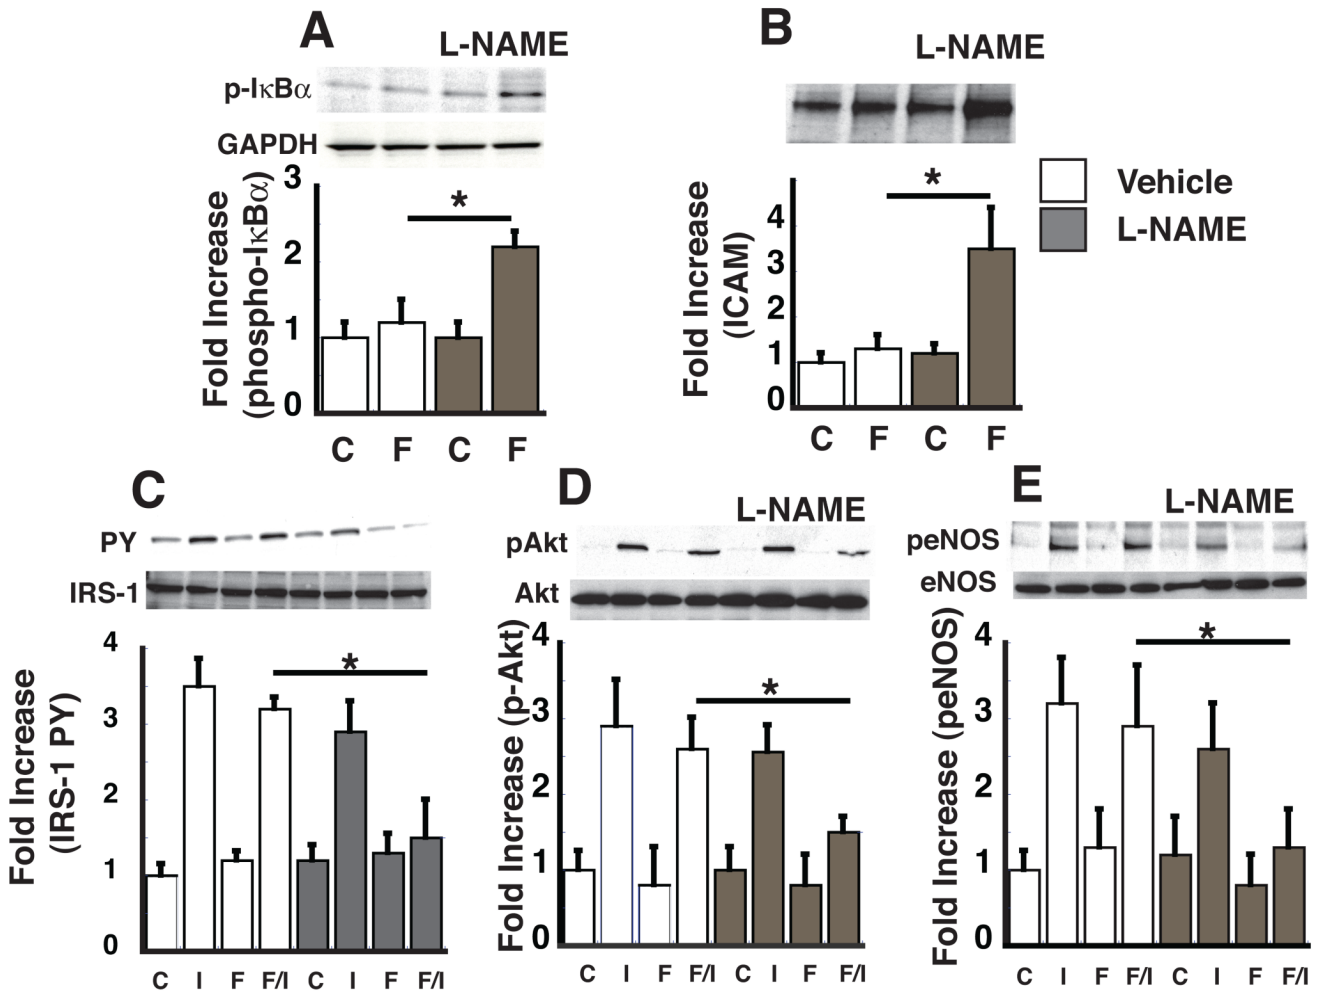 A
L-NAME
p-IκBα
GAPDH
Fold Increase
(phospho-IκBα)
3
2
1
0
*
C F C F
B
L-NAME
Fold Increase
(ICAM)
4
3
2
1
0
*
C F C F
Vehicle
L-NAME
C
PY
IRS-1
Fold Increase
(IRS-1 PY)
4
3
2
1
0
*
C I F F/I C I F F/I
D
L-NAME
pAkt
Akt
Fold Increase (p-Akt)
4
3
2
1
0
*
C I F F/I C I F F/I
E
L-NAME
peNOS
eNOS
Fold Increase (peNOS)
4
3
2
1
0
*
C I F F/I C I F F/I